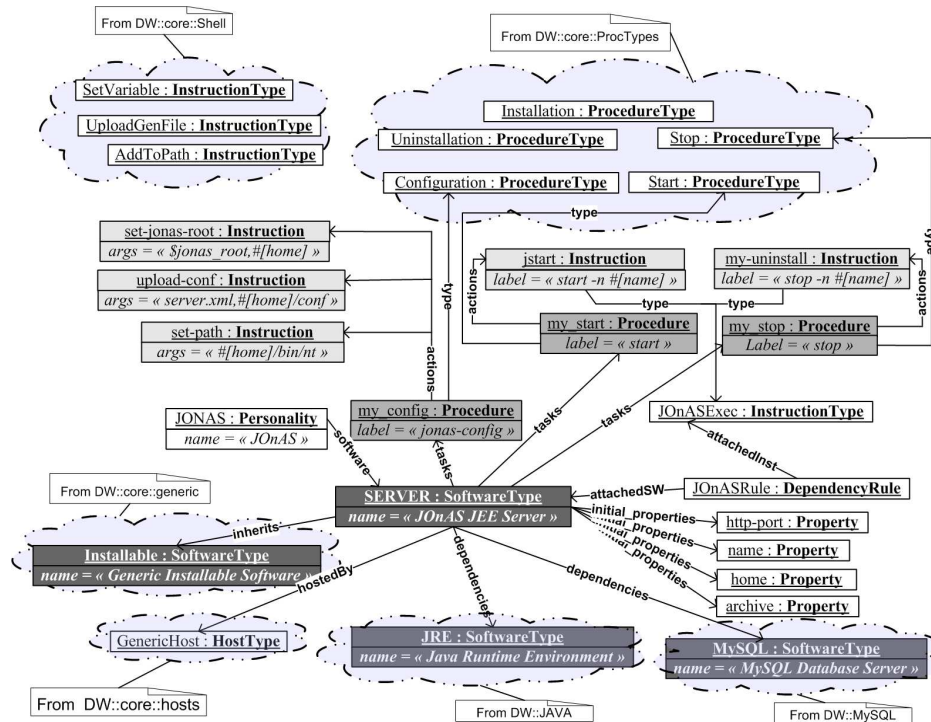 From DW::core::Shell
From DW::core::ProcTypes
SetVariable : InstructionType
UploadGenFile : InstructionType
AddToPath : InstructionType
Installation : ProcedureType
Uninstallation : ProcedureType
Stop : ProcedureType
Configuration : ProcedureType
Start : ProcedureType
type
set-jonas-root : Instruction
args = « $jonas_root,#[home] »
upload-conf : Instruction
args = « server.xml,#[home]/conf »
set-path : Instruction
args = « #[home]/bin/nt »
type
actions
jstart : Instruction
label = « start -n #[name] »
actions
my-uninstall : Instruction
label = « stop -n #[name] »
actions
type
type
type
my_start : Procedure
label = « start »
my_stop : Procedure
Label = « stop »
JONAS : Personality
name = « JOnAS »
my_config : Procedure
label = « jonas-config »
software
tasks
tasks
tasks
JOnASExec : InstructionType
attachedInst
JOnASRule : DependencyRule
attachedSW
SERVER : SoftwareType
name = « JOnAS JEE Server »
initial_properties
initial_properties
initial_properties
initial_properties
http-port : Property
name : Property
home : Property
archive : Property
From DW::core::generic
inherits
Installable : SoftwareType
name = « Generic Installable Software »
hostedBy
dependencies
dependencies
GenericHost : HostType
JRE : SoftwareType
name = « Java Runtime Environment »
MySQL : SoftwareType
name = « MySQL Database Server »
From DW::core::hosts
From DW::JAVA
From DW::MySQL